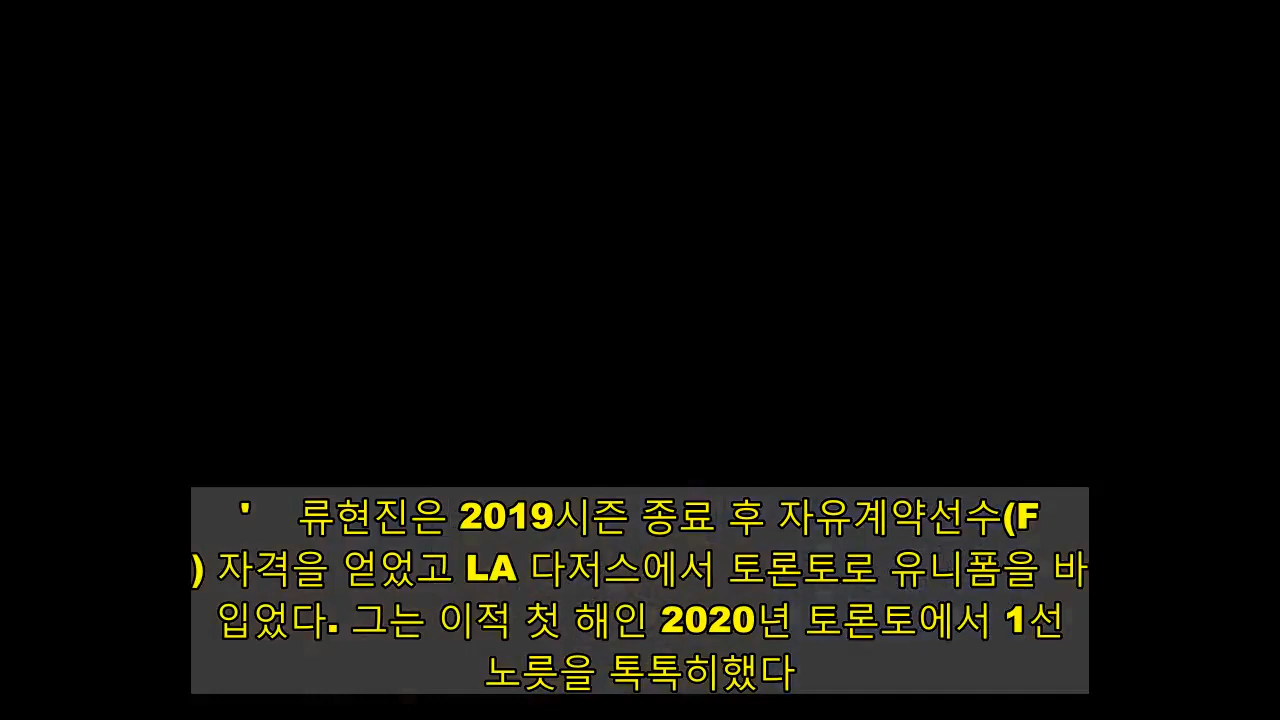 ' 류현진은 2019시즌 종료 후 자유계약선수(F
) 자격을 얻었고 LA 다저스에서 토론토로 유니폼을 바
입었다. 그는 이적 첫 해인 2020년 토론토에서 1선
노릇을 톡톡히했다